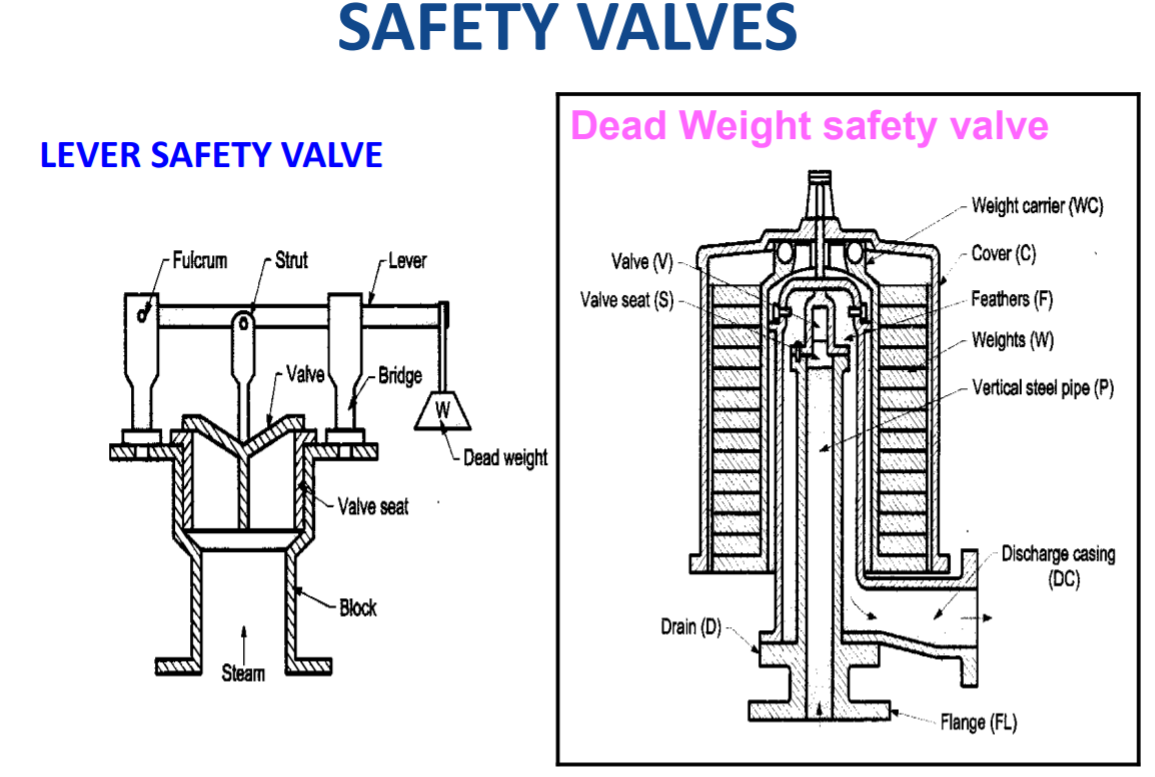 SAFETY VALVES
LEVER SAFETY VALVE
Fulcrum
Strut
Lever
Valve
Bridge
W
Dead weight
Valve seat
Block
Steam
Dead Weight safety valve
Weight carrier (WC)
Valve (V)
Cover (C)
Valve seat (S)
Feathers (F)
Weights (W)
Vertical steel pipe (P)
Discharge casing
(DC)
Drain (D)
Flange (FL)